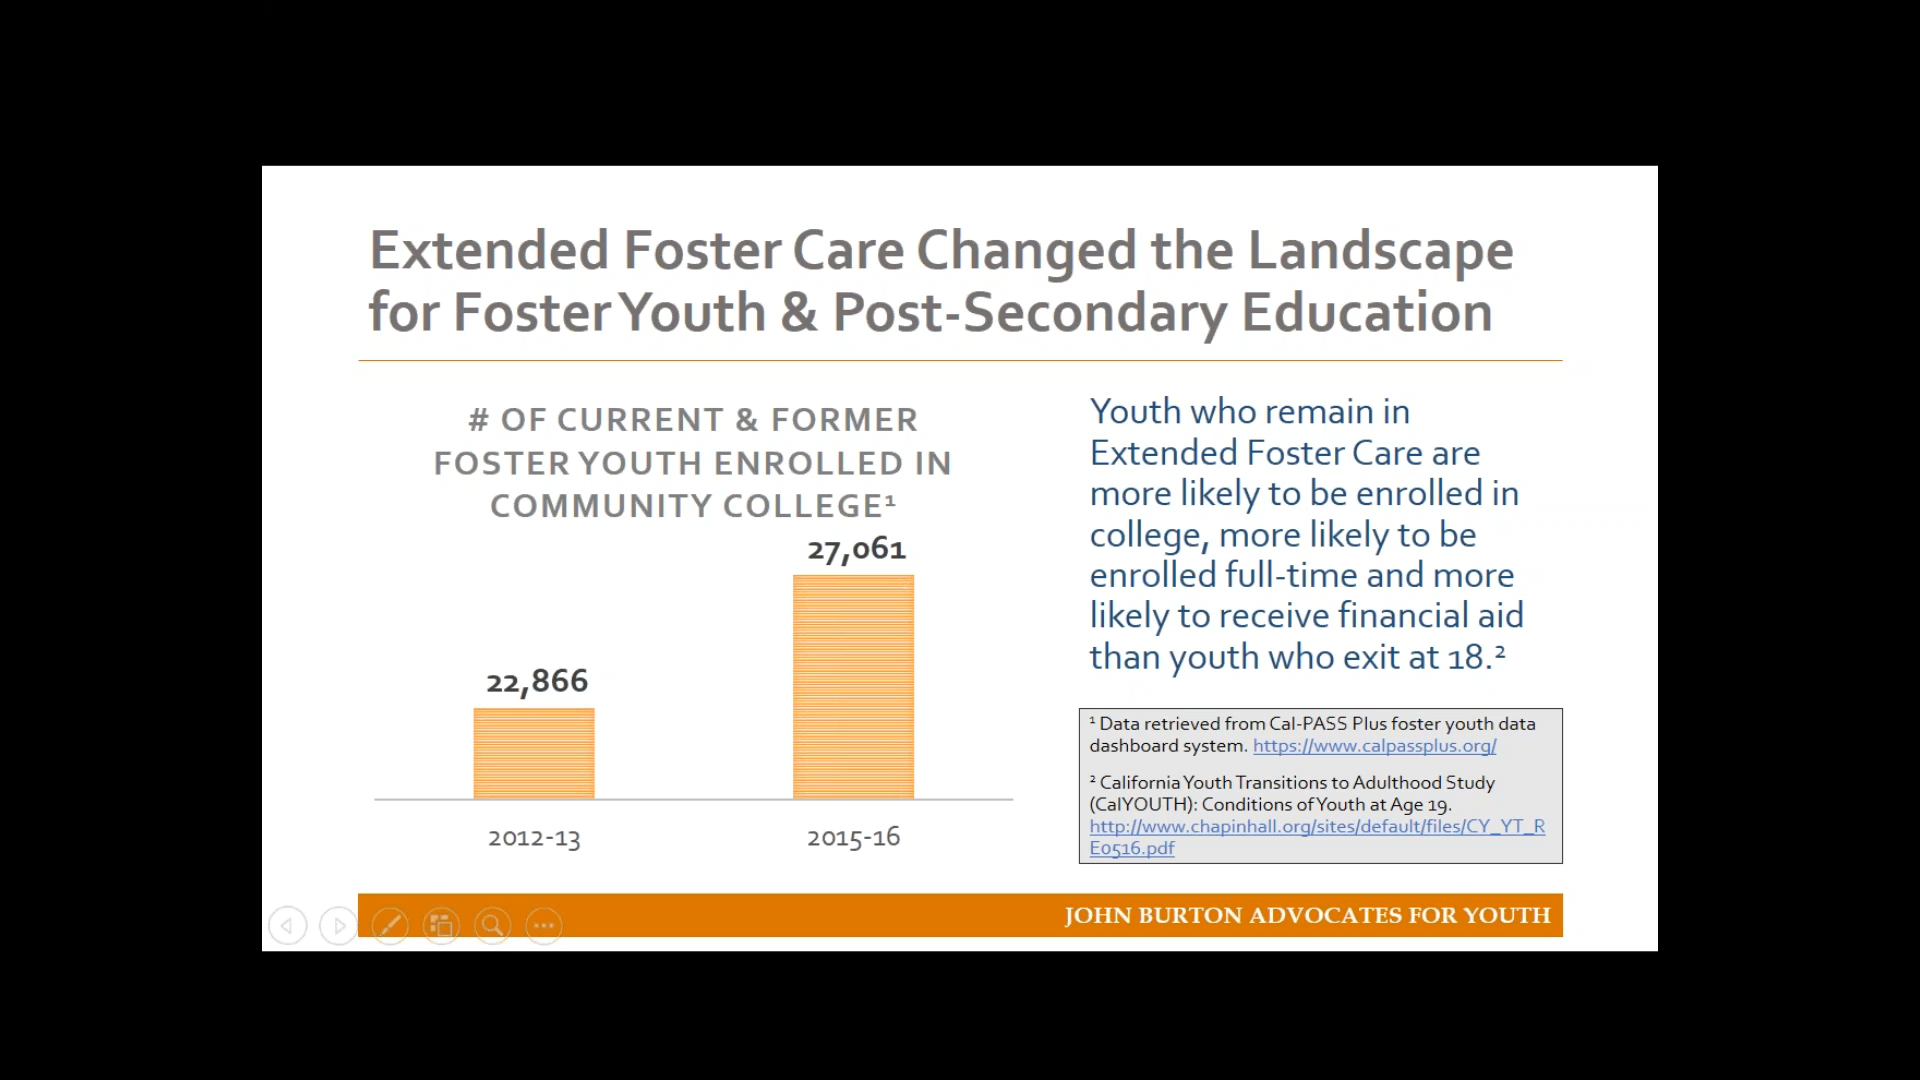 Extended Foster Care Changed the Landscape
for Foster Youth & Post-Secondary Education
# OF CURRENT & FORMER
FOSTER YOUTH ENROLLED IN
COMMUNITY COLLEGE¹
27,061
22,866
2012-13
2015-16
Youth who remain in
Extended Foster Care are
more likely to be enrolled in
college, more likely to be
enrolled full-time and more
likely to receive financial aid
than youth who exit at 18.²
¹ Data retrieved from Cal-PASS Plus foster youth data
dashboard system. https://www.calpassplus.org/
² California Youth Transitions to Adulthood Study
(CalYOUTH): Conditions of Youth at Age 19.
http://www.chapinhall.org/sites/default/files/CY_YT_R
E0516.pdf
JOHN BURTON ADVOCATES FOR YOUTH